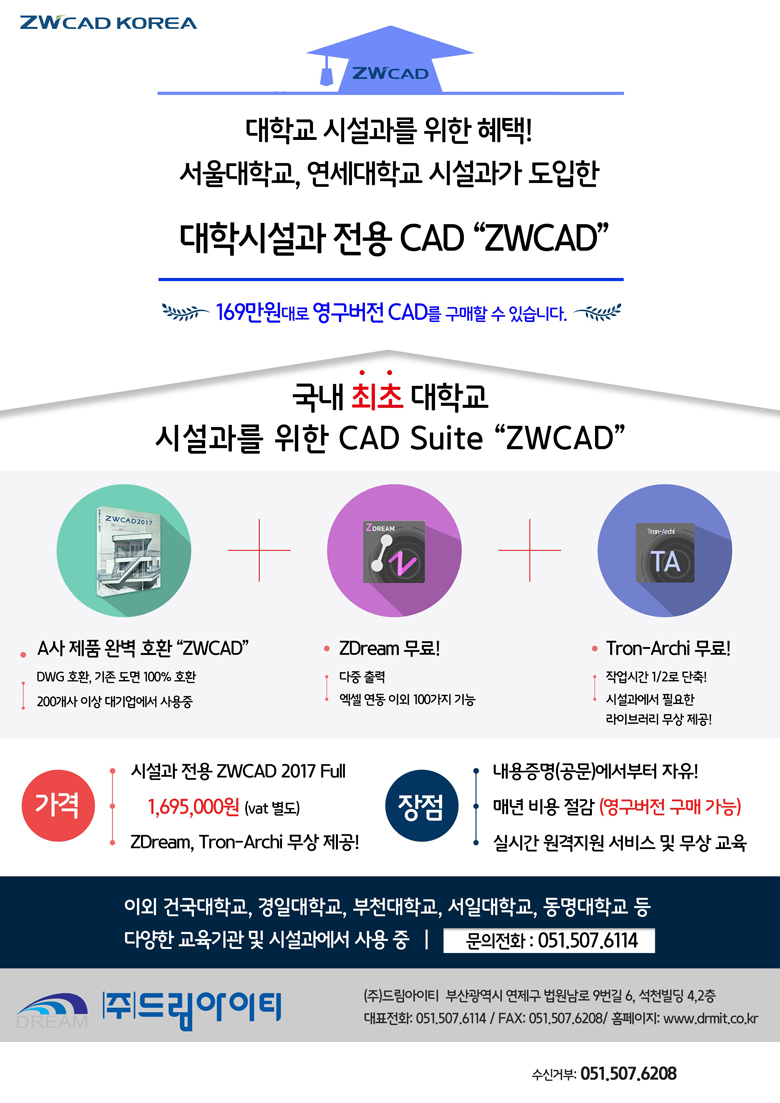 ZWCAD KOREA
ZWCAD
대학교 시설과를 위한 혜택!
서울대학교, 연세대학교 시설과가 도입한
대학시설과 전용 CAD “ZWCAD”
169만원대로 영구버전 CAD를 구매할 수 있습니다.
국내 최초 대학교
시설과를 위한 CAD Suite “ZWCAD”
ZWCAD2017
ZDREAM
Tron-Archi
TA
A사 제품 완벽 호환 “ZWCAD”
DWG 호환, 기존 도면 100% 호환
200개사 이상 대기업에서 사용중
ZDream 무료!
다중 출력
엑셀 연동 이외 100가지 기능
Tron-Archi 무료!
작업시간 1/2로 단축!
시설과에서 필요한
라이브러리 무상 제공!
가격
시설과 전용 ZWCAD 2017 Full
1,695,000원 (vat 별도)
ZDream, Tron-Archi 무상 제공!
장점
내용증명(공문)에서부터 자유!
매년 비용 절감 (영구버전 구매 가능)
실시간 원격지원 서비스 및 무상 교육
이외 건국대학교, 경일대학교, 부천대학교, 서일대학교, 동명대학교 등
다양한 교육기관 및 시설과에서 사용 중 | 문의전화 : 051.507.6114
DREAM
(주)드림아이티
(주)드림아이티 부산광역시 연제구 법원남로 9번길 6, 석천빌딩 4,2층
대표전화: 051.507.6114 / FAX: 051.507.6208/ 홈페이지: www.drmit.co.kr
수신거부: 051.507.6208